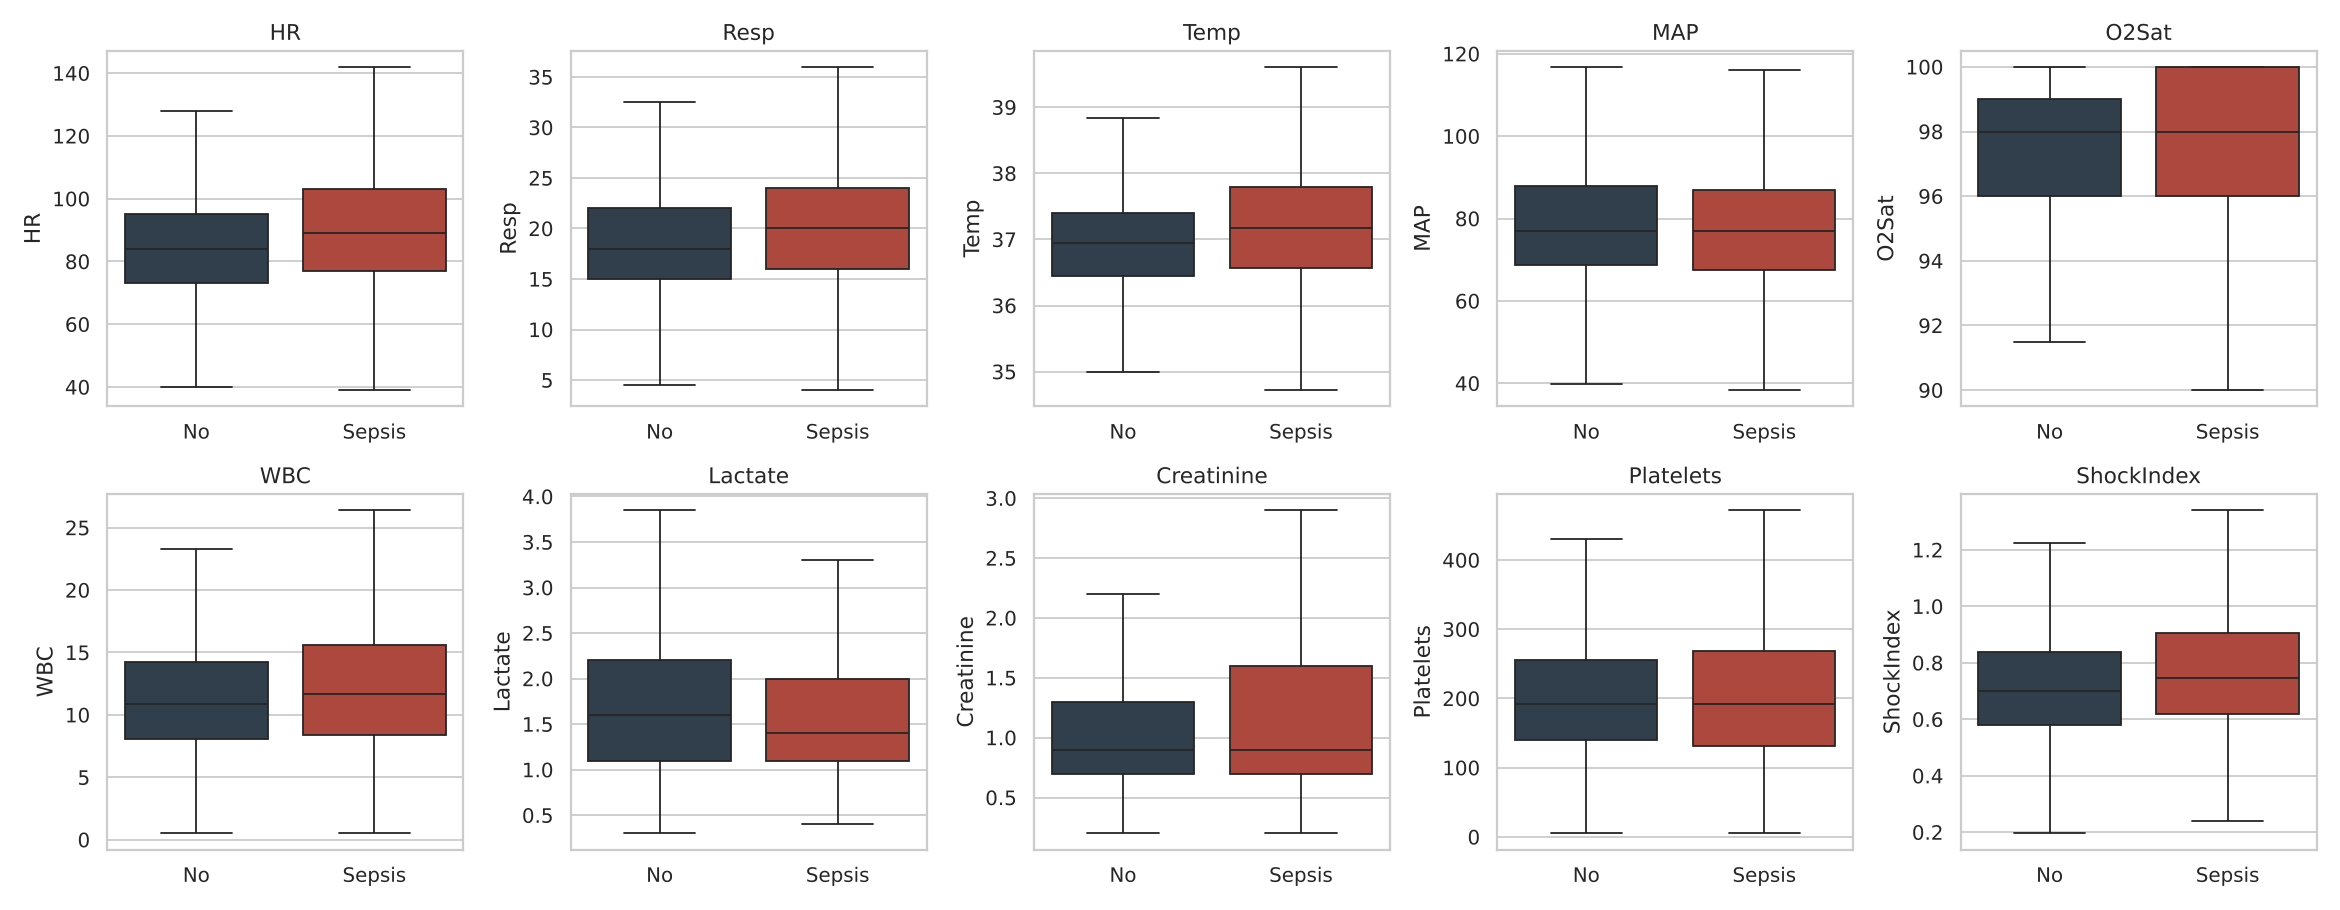 HR
Resp
Temp
MAP
O2Sat
140
120
100
80
60
40
HR
No
Sepsis
35
30
25
20
15
10
5
Resp
No
Sepsis
39
38
37
36
35
Temp
No
Sepsis
120
100
80
60
40
MAP
No
Sepsis
100
98
96
94
92
90
O2Sat
No
Sepsis
WBC
Lactate
Creatinine
Platelets
ShockIndex
25
20
15
10
5
0
WBC
No
Sepsis
4.0
3.5
3.0
2.5
2.0
1.5
1.0
0.5
Lactate
No
Sepsis
3.0
2.5
2.0
1.5
1.0
0.5
Creatinine
No
Sepsis
400
300
200
100
0
Platelets
No
Sepsis
1.2
1.0
0.8
0.6
0.4
0.2
ShockIndex
No
Sepsis